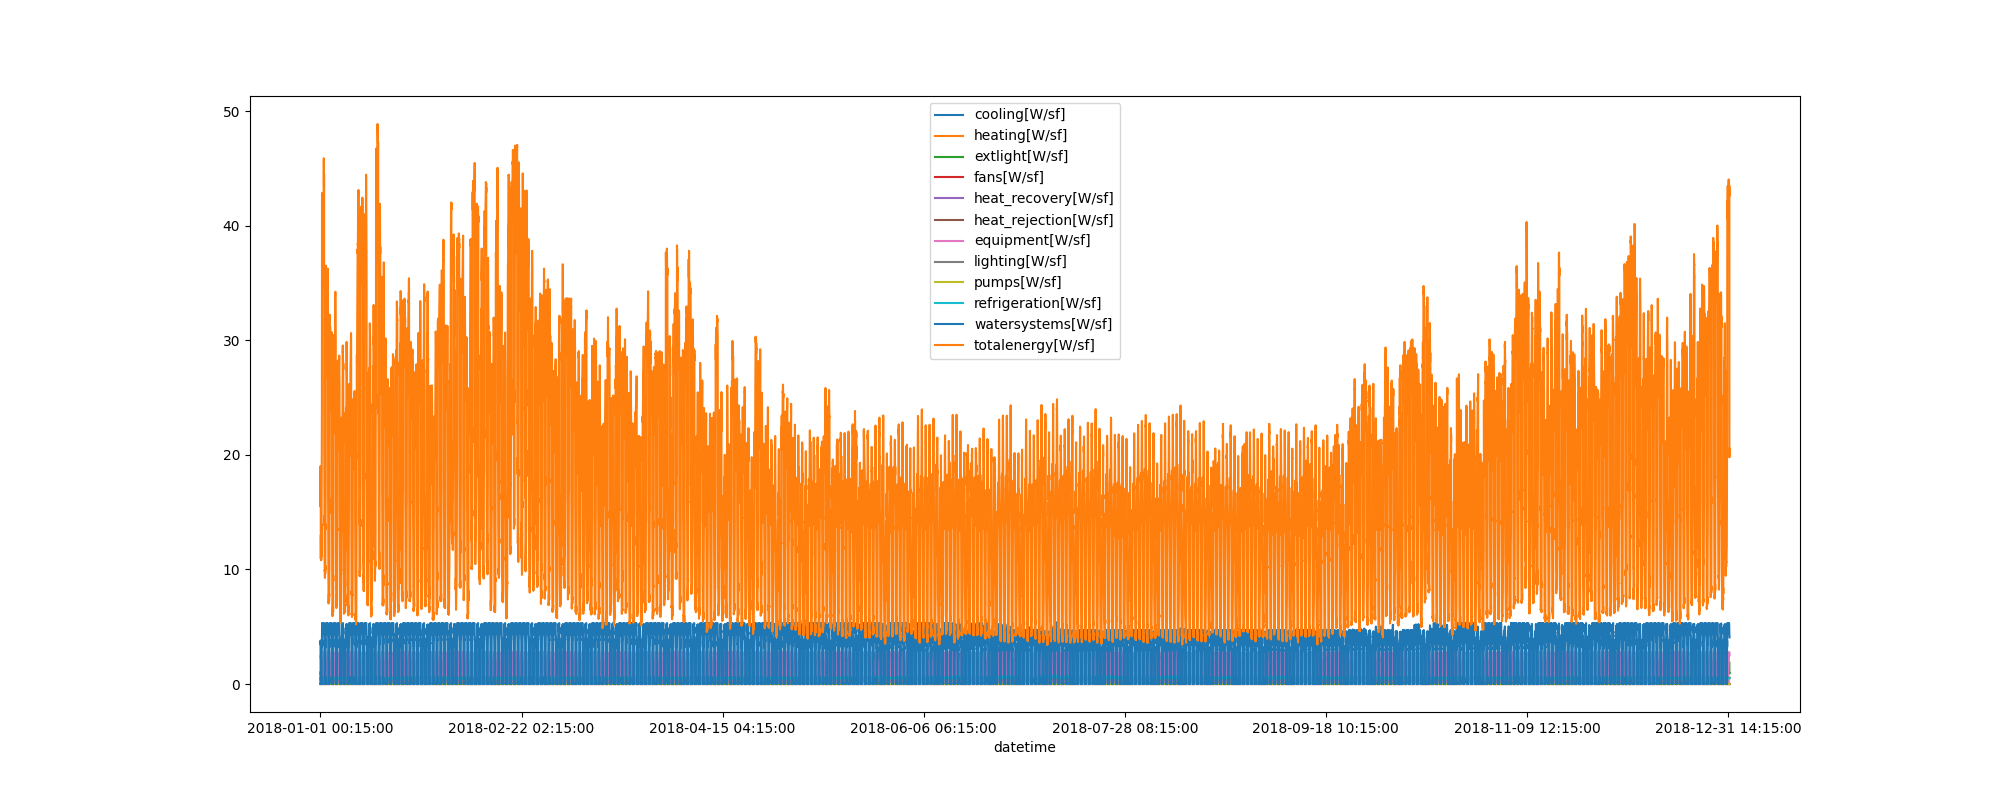 50
40
30
20
10
0
cooling[W/sf]
heating[W/sf]
extlight[W/sf]
fans[W/sf]
heat_recovery[W/sf]
heat_rejection[W/sf]
equipment[W/sf]
lighting[W/sf]
pumps[W/sf]
refrigeration[W/sf]
watersystems[W/sf]
totalenergy[W/sf]
2018-01-01 00:15:00 2018-02-22 02:15:00 2018-04-15 04:15:00 2018-06-06 06:15:00 2018-07-28 08:15:00 2018-09-18 10:15:00 2018-11-09 12:15:00 2018-12-31 14:15:00
datetime